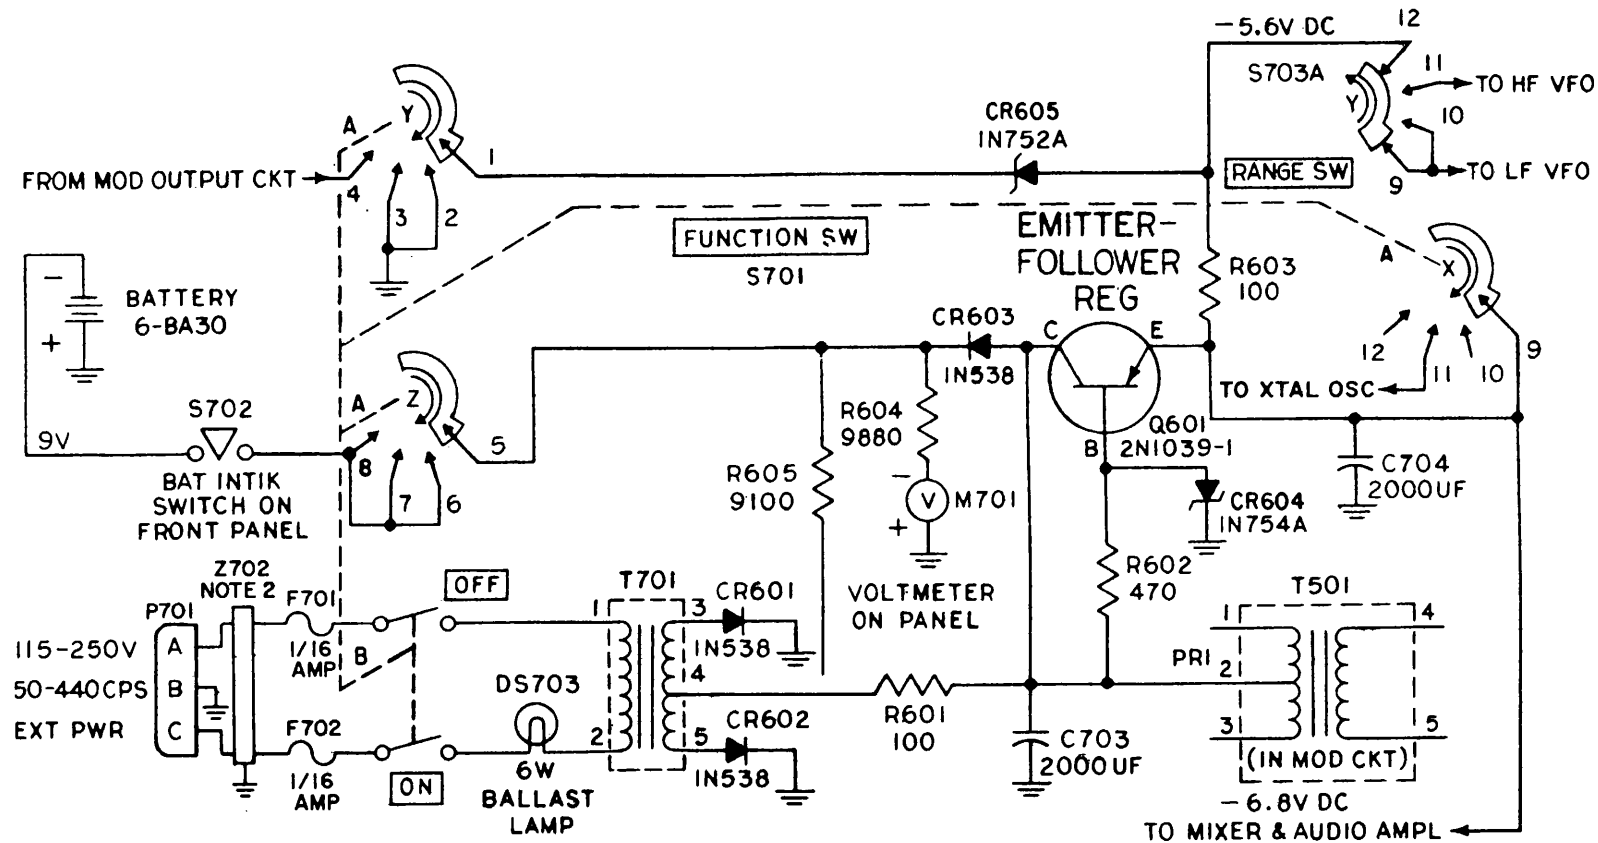 -5.6V DC
12
S703A
11
TO HF VFO
Y
10
TO LF VFO
9
RANGE SW
A
Y
CR605
1N752A
1
FROM MOD OUTPUT CKT
4
3
2
FUNCTION SW
S701
EMITTER-
FOLLOWER
REG
R603
100
A
X
12
11
10
9
TO XTAL OSC
BATTERY
6-BA30
-
+
9V
S702
BAT INTIK
SWITCH ON
FRONT PANEL
A
Z
8
7
6
5
CR603
1N538
C
E
B
Q601
2N1039-1
R604
9880
R605
9100
-
V
+
M701
VOLTMETER
ON PANEL
CR604
1N754A
C704
2000UF
R602
470
Z702
NOTE 2
P701
F701
1/16
AMP
OFF
B
115-250V
50-440CPS
EXT PWR
A
B
C
F702
1/16
AMP
ON
DS703
6W
BALLAST
LAMP
T701
1
2
3
4
5
CR601
1N538
CR602
1N538
R601
100
C703
2000UF
T501
1
PRI 2
3
4
5
(IN MOD CKT)
-6.8V DC
TO MIXER & AUDIO AMPL